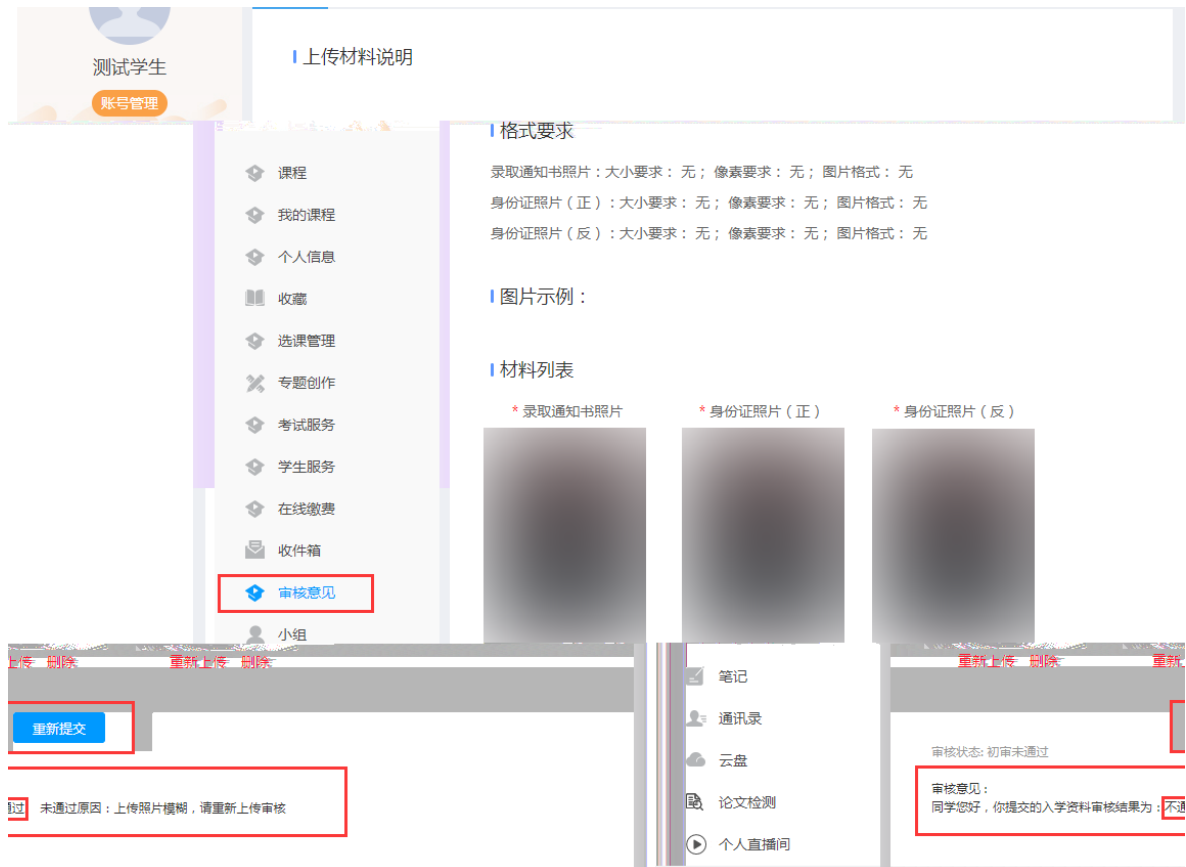 测试学生
账号管理
上传材料说明
格式要求
录取通知书照片：大小要求： 无； 像素要求： 无； 图片格式： 无
身份证照片（正）：大小要求： 无； 像素要求： 无； 图片格式： 无
身份证照片（反）：大小要求： 无； 像素要求： 无； 图片格式： 无
图片示例：
材料列表
* 录取通知书照片
* 身份证照片（正）
* 身份证照片（反）
课程
我的课程
个人信息
收藏
选课管理
专题创作
考试服务
学生服务
在线缴费
收件箱
审核意见
小组
上传 删除
重新上传 删除
重新提交
过 未通过原因：上传照片模糊，请重新上传审核
笔记
通讯录
云盘
论文检测
个人直播间
重新上传 删除
重新
审核状态: 初审未通过
审核意见：
同学您好，你提交的入学资料审核结果为：不通